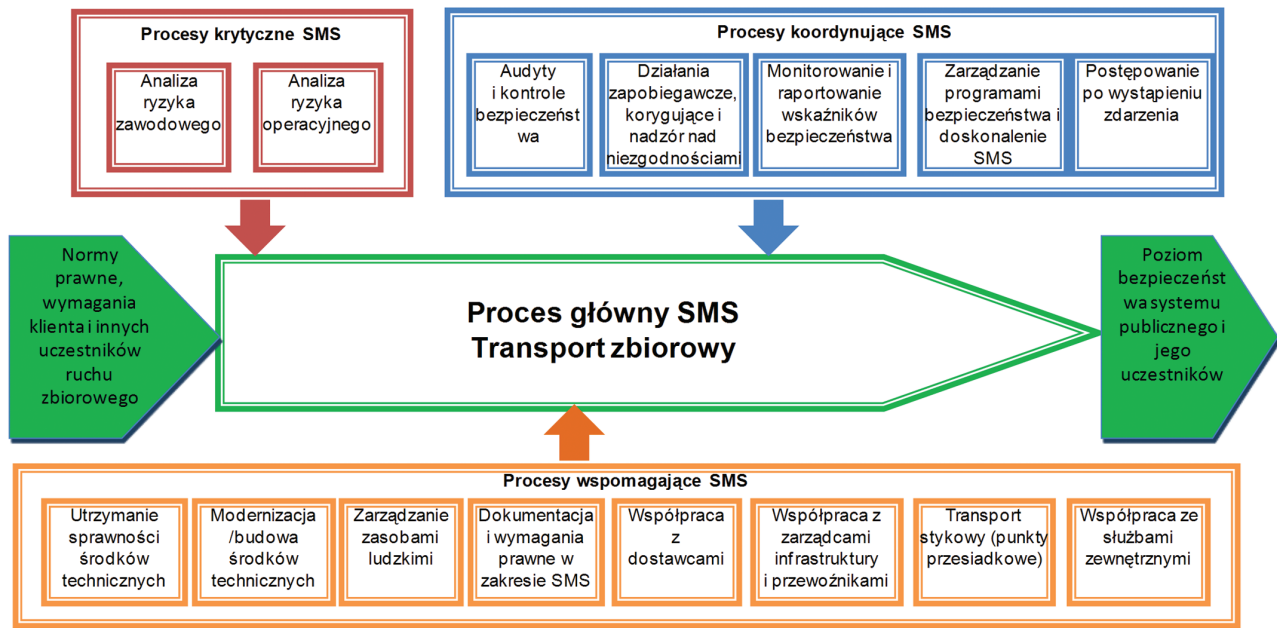 Procesy krytyczne SMS
Analiza
ryzyka
zawodowego
Analiza
ryzyka
operacyjnego
Procesy koordynujące SMS
Audyty
i kontrole
bezpieczeńst
wa
Działania
zapobiegawcze,
korygujące i
nadzór nad
niezgodnościami
Monitorowanie i
raportowanie
wskaźników
bezpieczeństwa
Zarządzanie
programami
bezpieczeństwa i
doskonalenie
SMS
Postępowanie
po wystąpieniu
zdarzenia
Normy
prawne,
wymagania
klienta i innych
uczestników
ruchu
zbiorowego
Proces główny SMS
Transport zbiorowy
Poziom
bezpieczeńst
wa systemu
publicznego i
jego
uczestników
Procesy wspomagające SMS
Utrzymanie
sprawności
środków
technicznych
Modernizacja
/budowa
środków
technicznych
Zarządzanie
zasobami
ludzkimi
Dokumentacja
i wymagania
prawne w
zakresie SMS
Współpraca
z
dostawcami
Współpraca z
zarządcami
infrastruktury
i przewoźnikami
Transport
stykowy (punkty
przesiadkowe)
Współpraca ze
służbami
zewnętrznymi